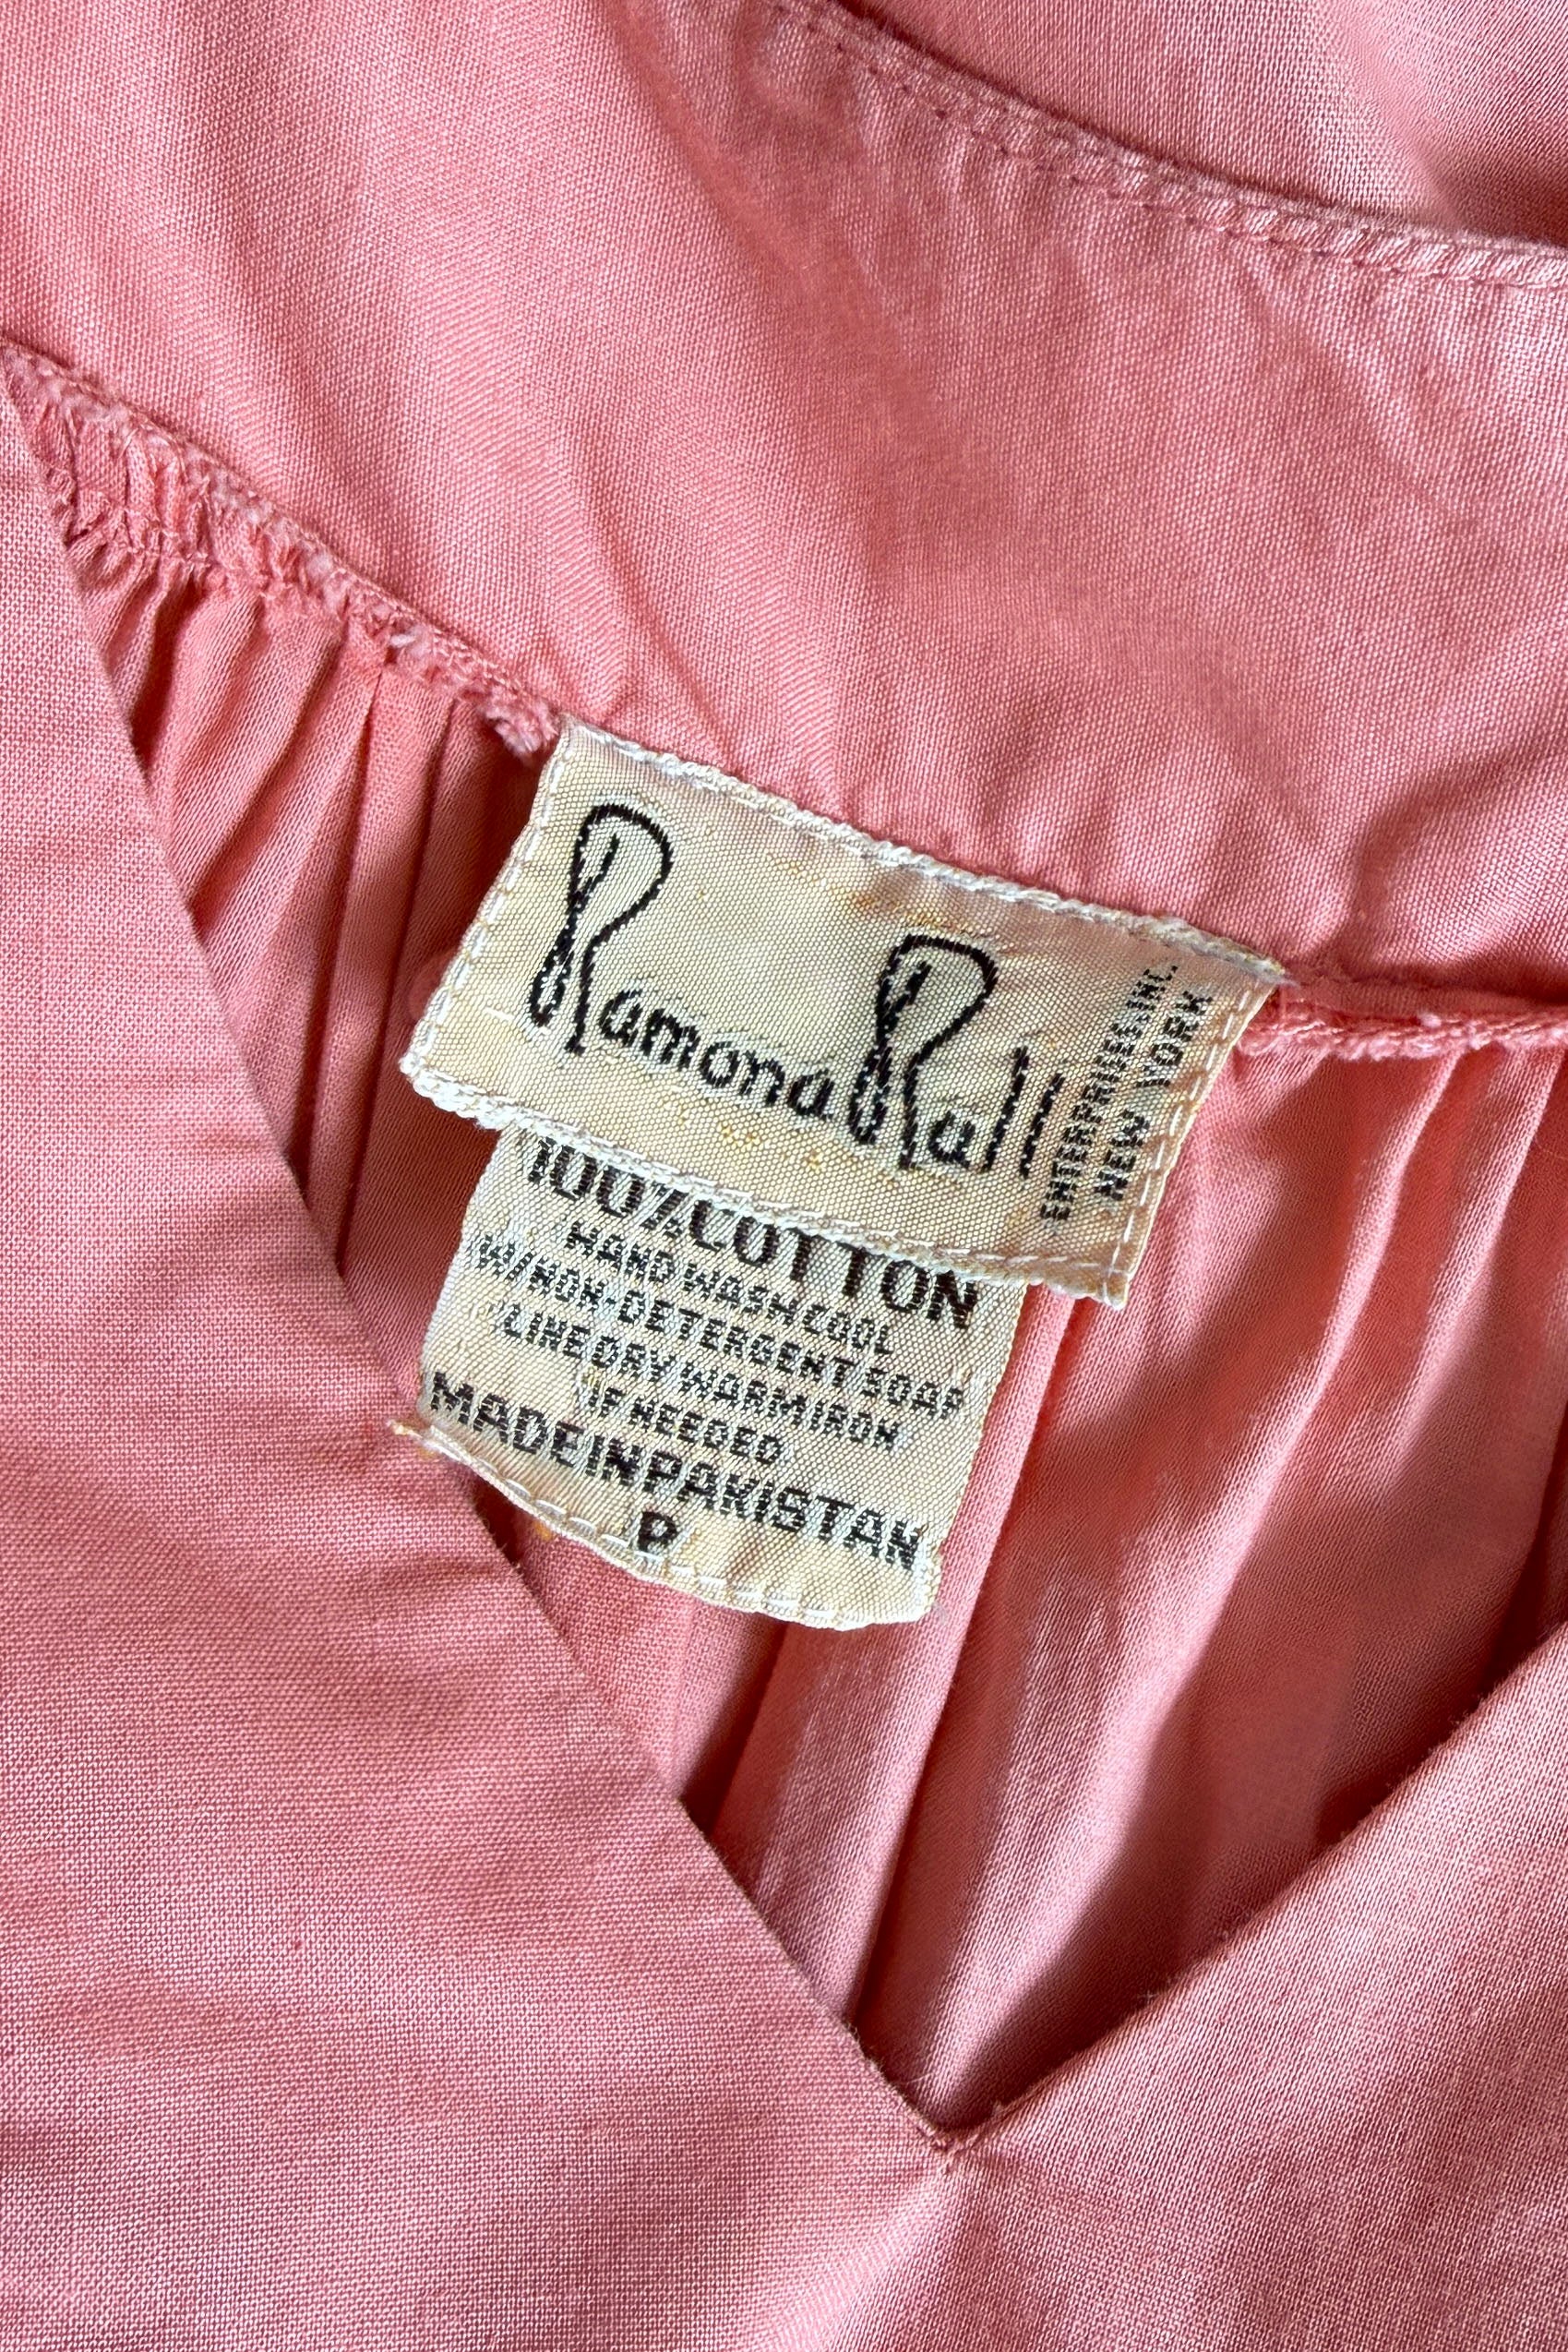 Ramona Rull
ENTERPRISES, INC.
NEW YORK
100% COTTON
HAND WASH COOL
W/NON-DETERGENT SOAP
LINE DRY WARM IRON
IF NEEDED
MADE IN PAKISTAN
P